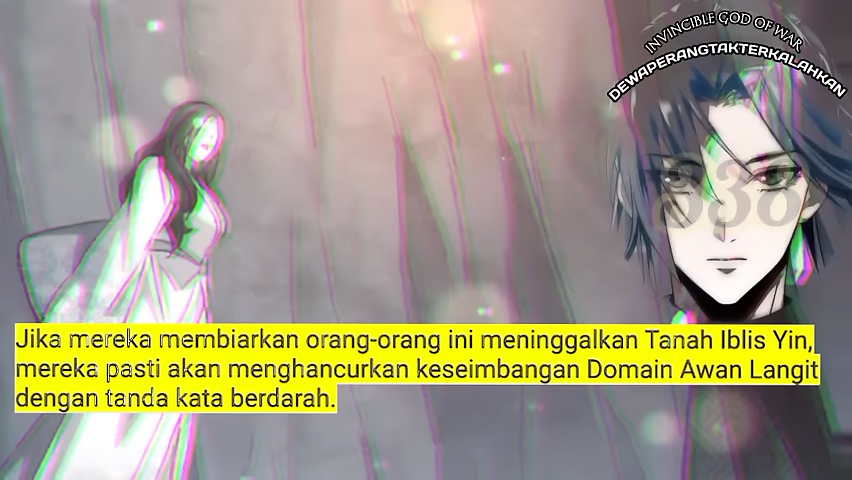 INVINCIBLE GOD OF WAR
DEWAPERANGTAKTERKALAHKAN
338
Jika mereka membiarkan orang-orang ini meninggalkan Tanah Iblis Yin,
mereka pasti akan menghancurkan keseimbangan Domain Awan Langit
dengan tanda kata berdarah.